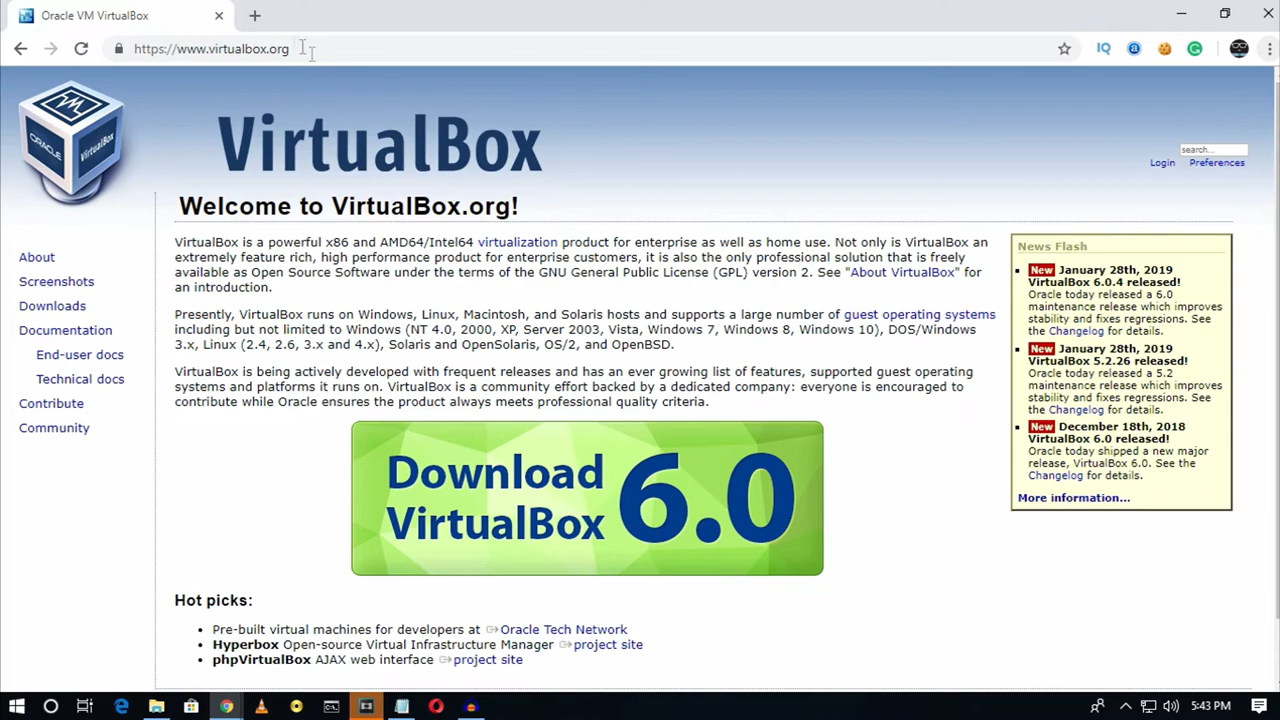 Oracle VM VirtualBox
https://www.virtualbox.org
IQ
a
G
ORACLE
VirtualBox
VirtualBox
search...
Login Preferences
Welcome to VirtualBox.org!
About
Screenshots
Downloads
Documentation
End-user docs
Technical docs
Contribute
Community
VirtualBox is a powerful x86 and AMD64/Intel64 virtualization product for enterprise as well as home use. Not only is VirtualBox an
extremely feature rich, high performance product for enterprise customers, it is also the only professional solution that is freely
available as Open Source Software under the terms of the GNU General Public License (GPL) version 2. See "About VirtualBox" for
an introduction.
Presently, VirtualBox runs on Windows, Linux, Macintosh, and Solaris hosts and supports a large number of guest operating systems
including but not limited to Windows (NT 4.0, 2000, XP, Server 2003, Vista, Windows 7, Windows 8, Windows 10), DOS/Windows
3.x, Linux (2.4, 2.6, 3.x and 4.x), Solaris and OpenSolaris, OS/2, and OpenBSD.
VirtualBox is being actively developed with frequent releases and has an ever growing list of features, supported guest operating
systems and platforms it runs on. VirtualBox is a community effort backed by a dedicated company: everyone is encouraged to
contribute while Oracle ensures the product always meets professional quality criteria.
Download
VirtualBox 6.0
Hot picks:
• Pre-built virtual machines for developers at Oracle Tech Network
• Hyperbox Open-source Virtual Infrastructure Manager project site
• phpVirtualBox AJAX web interface project site
News Flash
New January 28th, 2019
VirtualBox 6.0.4 released!
Oracle today released a 6.0
maintenance release which improves
stability and fixes regressions. See
the Changelog for details.
New January 28th, 2019
VirtualBox 5.2.26 released!
Oracle today released a 5.2
maintenance release which improves
stability and fixes regressions. See
the Changelog for details.
New December 18th, 2018
VirtualBox 6.0 released!
Oracle today shipped a new major
release, VirtualBox 6.0. See the
Changelog for details.
More information...
5:43 PM